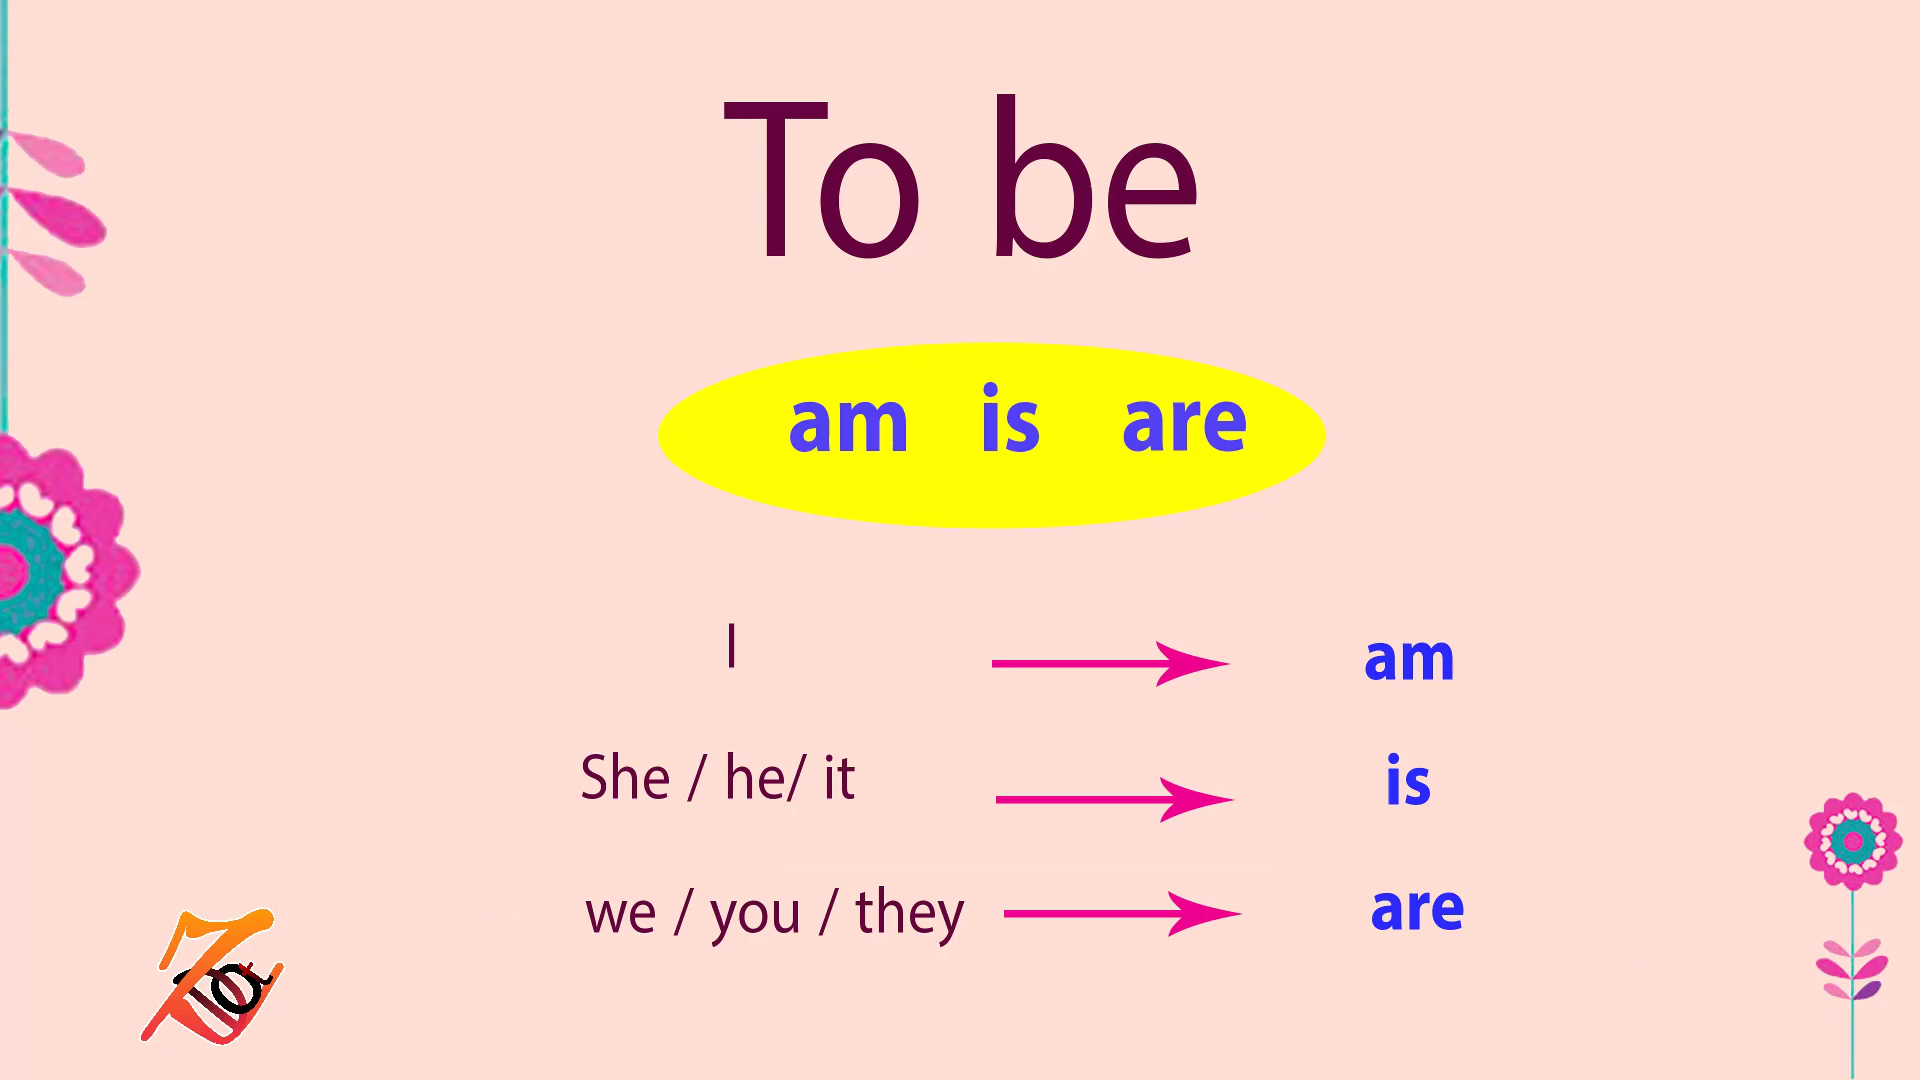 To be
am is are
I am
She / he/ it is
we / you / they are